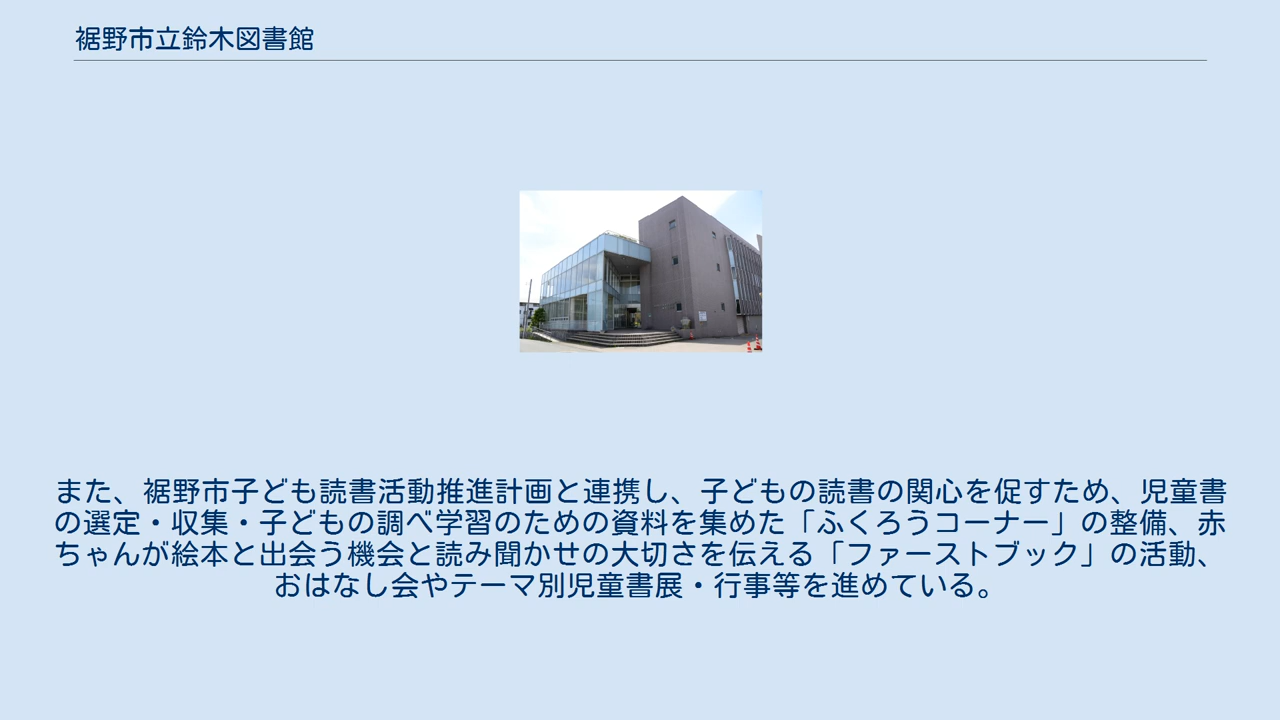 裾野市立鈴木図書館
また、裾野市子ども読書活動推進計画と連携し、子どもの読書の関心を促すため、児童書
の選定・収集・子どもの調べ学習のための資料を集めた「ふくろうコーナー」の整備、赤
ちゃんが絵本と出会う機会と読み聞かせの大切さを伝える「ファーストブック」の活動、
おはなし会やテーマ別児童書展・行事等を進めている。